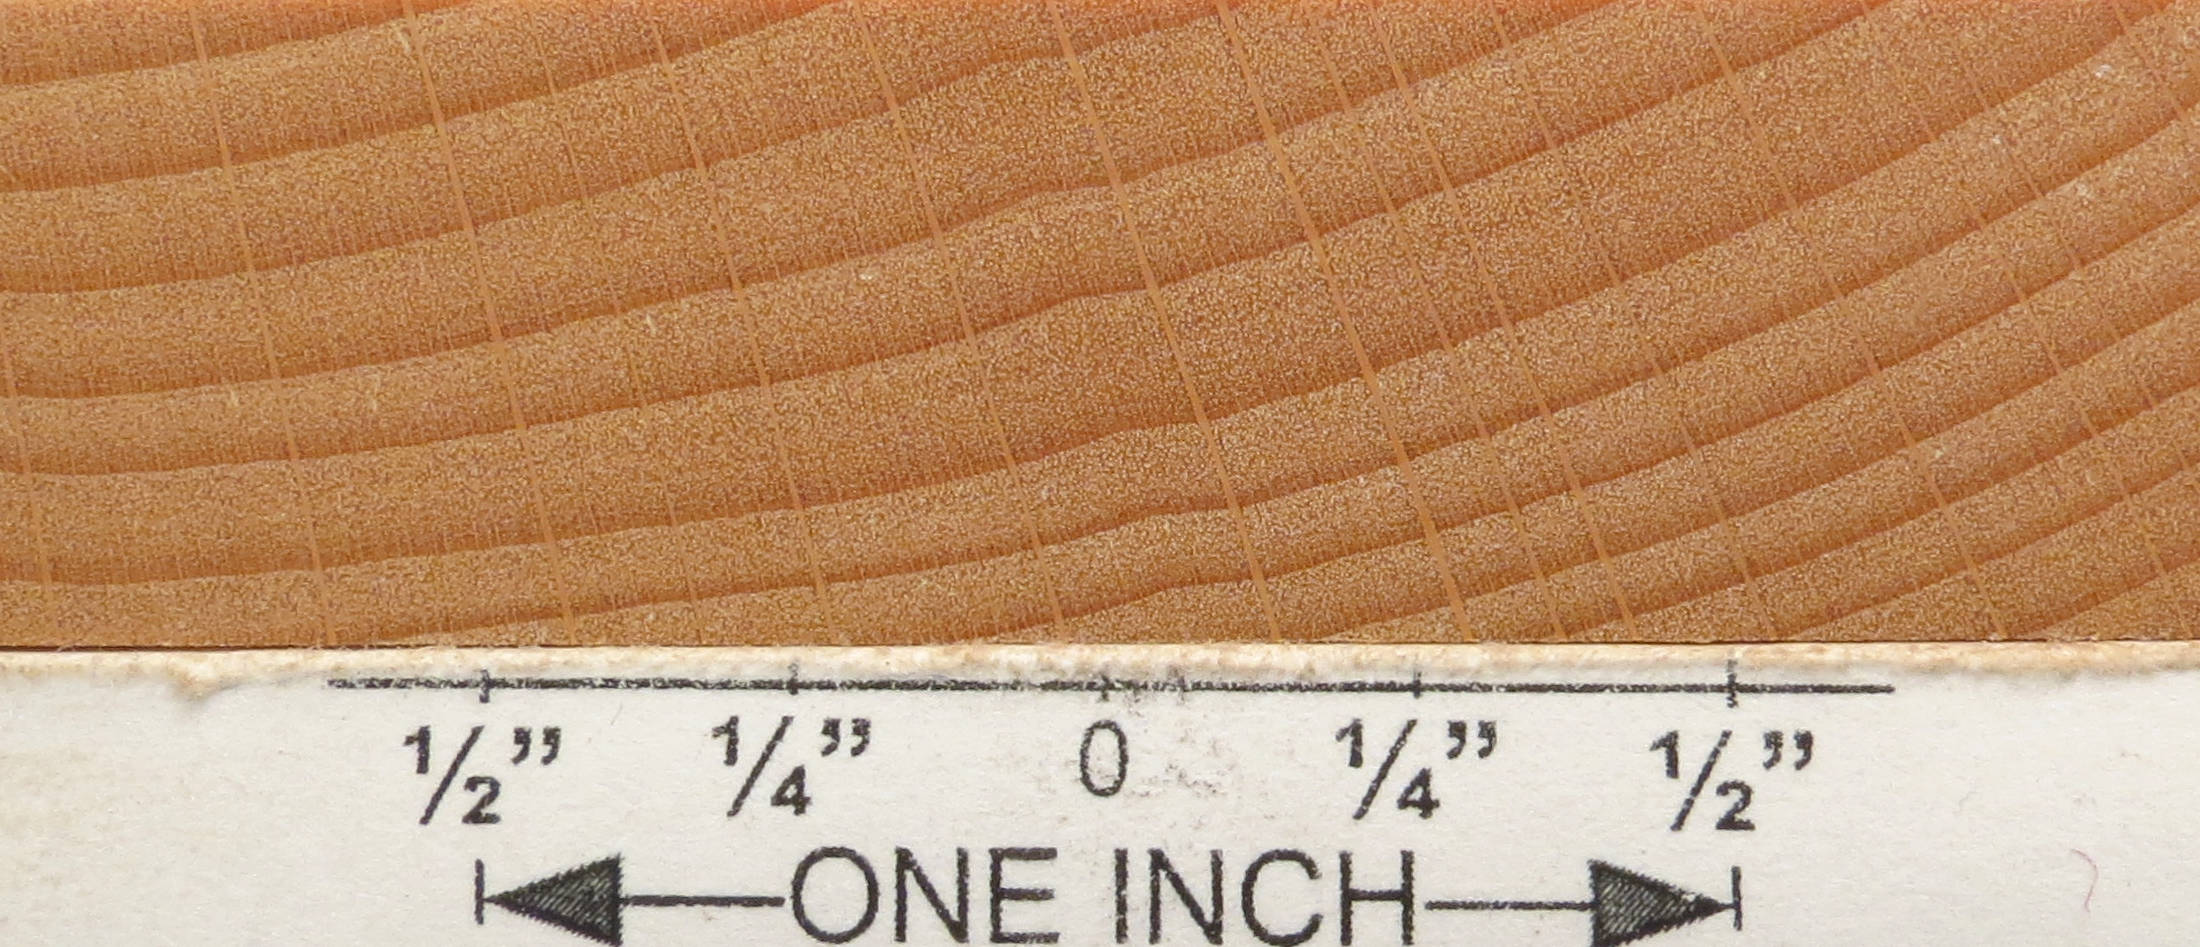 ½” ¼” 0 ¼” ½”
ONE INCH